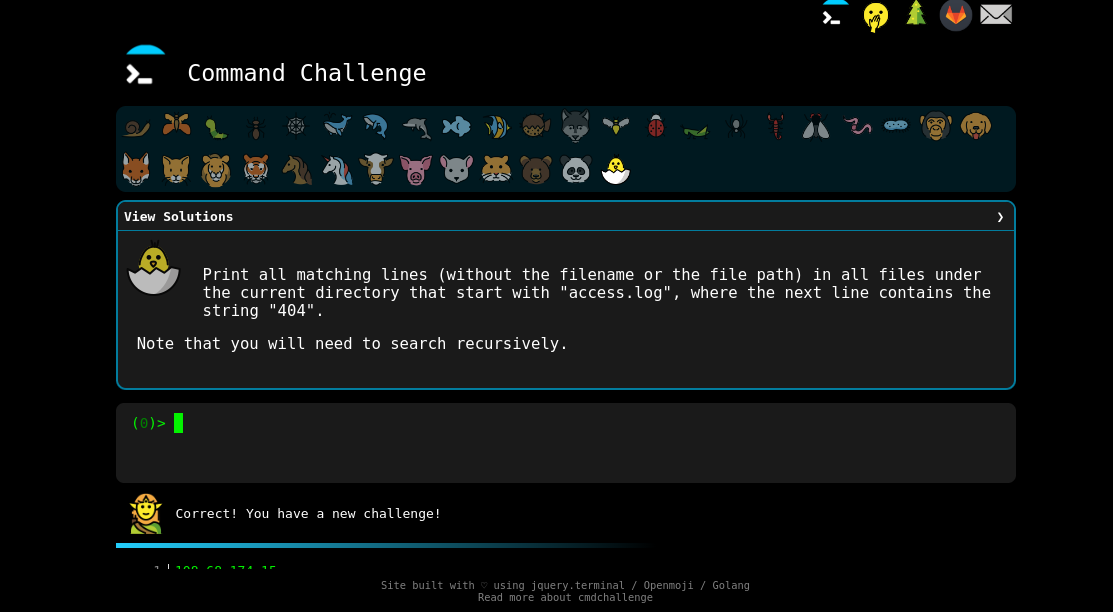 Command Challenge
View Solutions ❯
Print all matching lines (without the filename or the file path) in all files under
the current directory that start with "access.log", where the next line contains the
string "404".
Note that you will need to search recursively.
(0)>
Correct! You have a new challenge!
Site built with ♡ using jquery.terminal / Openmoji / Golang
Read more about cmdchallenge